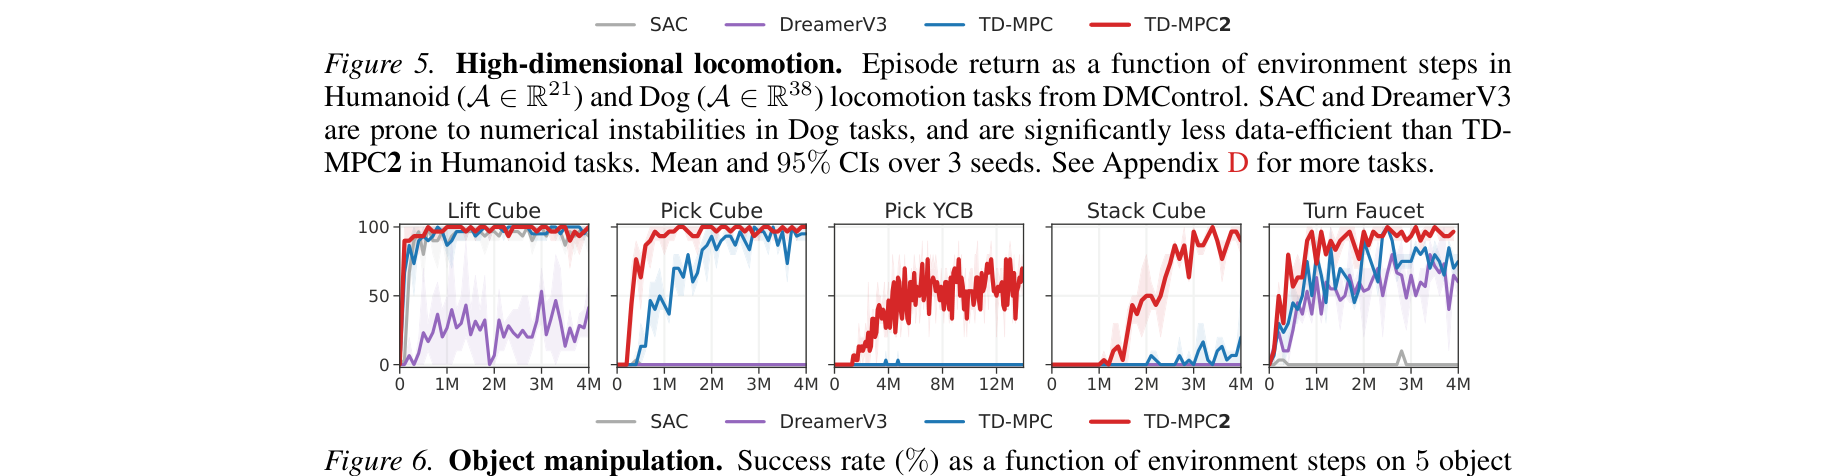 SAC DreamerV3 TD-MPC TD-MPC2
Figure 5. High-dimensional locomotion. Episode return as a function of environment steps in
Humanoid (𝒜 ∈ ℝ²¹) and Dog (𝒜 ∈ ℝ³⁸) locomotion tasks from DMControl. SAC and DreamerV3
are prone to numerical instabilities in Dog tasks, and are significantly less data-efficient than TD-
MPC2 in Humanoid tasks. Mean and 95% CIs over 3 seeds. See Appendix D for more tasks.
Lift Cube Pick Cube Pick YCB Stack Cube Turn Faucet
100
50
0
0 1M 2M 3M 4M 0 1M 2M 3M 4M 0 4M 8M 12M 0 1M 2M 3M 4M 0 1M 2M 3M 4M
SAC DreamerV3 TD-MPC TD-MPC2
Figure 6. Object manipulation. Success rate (%) as a function of environment steps on 5 object